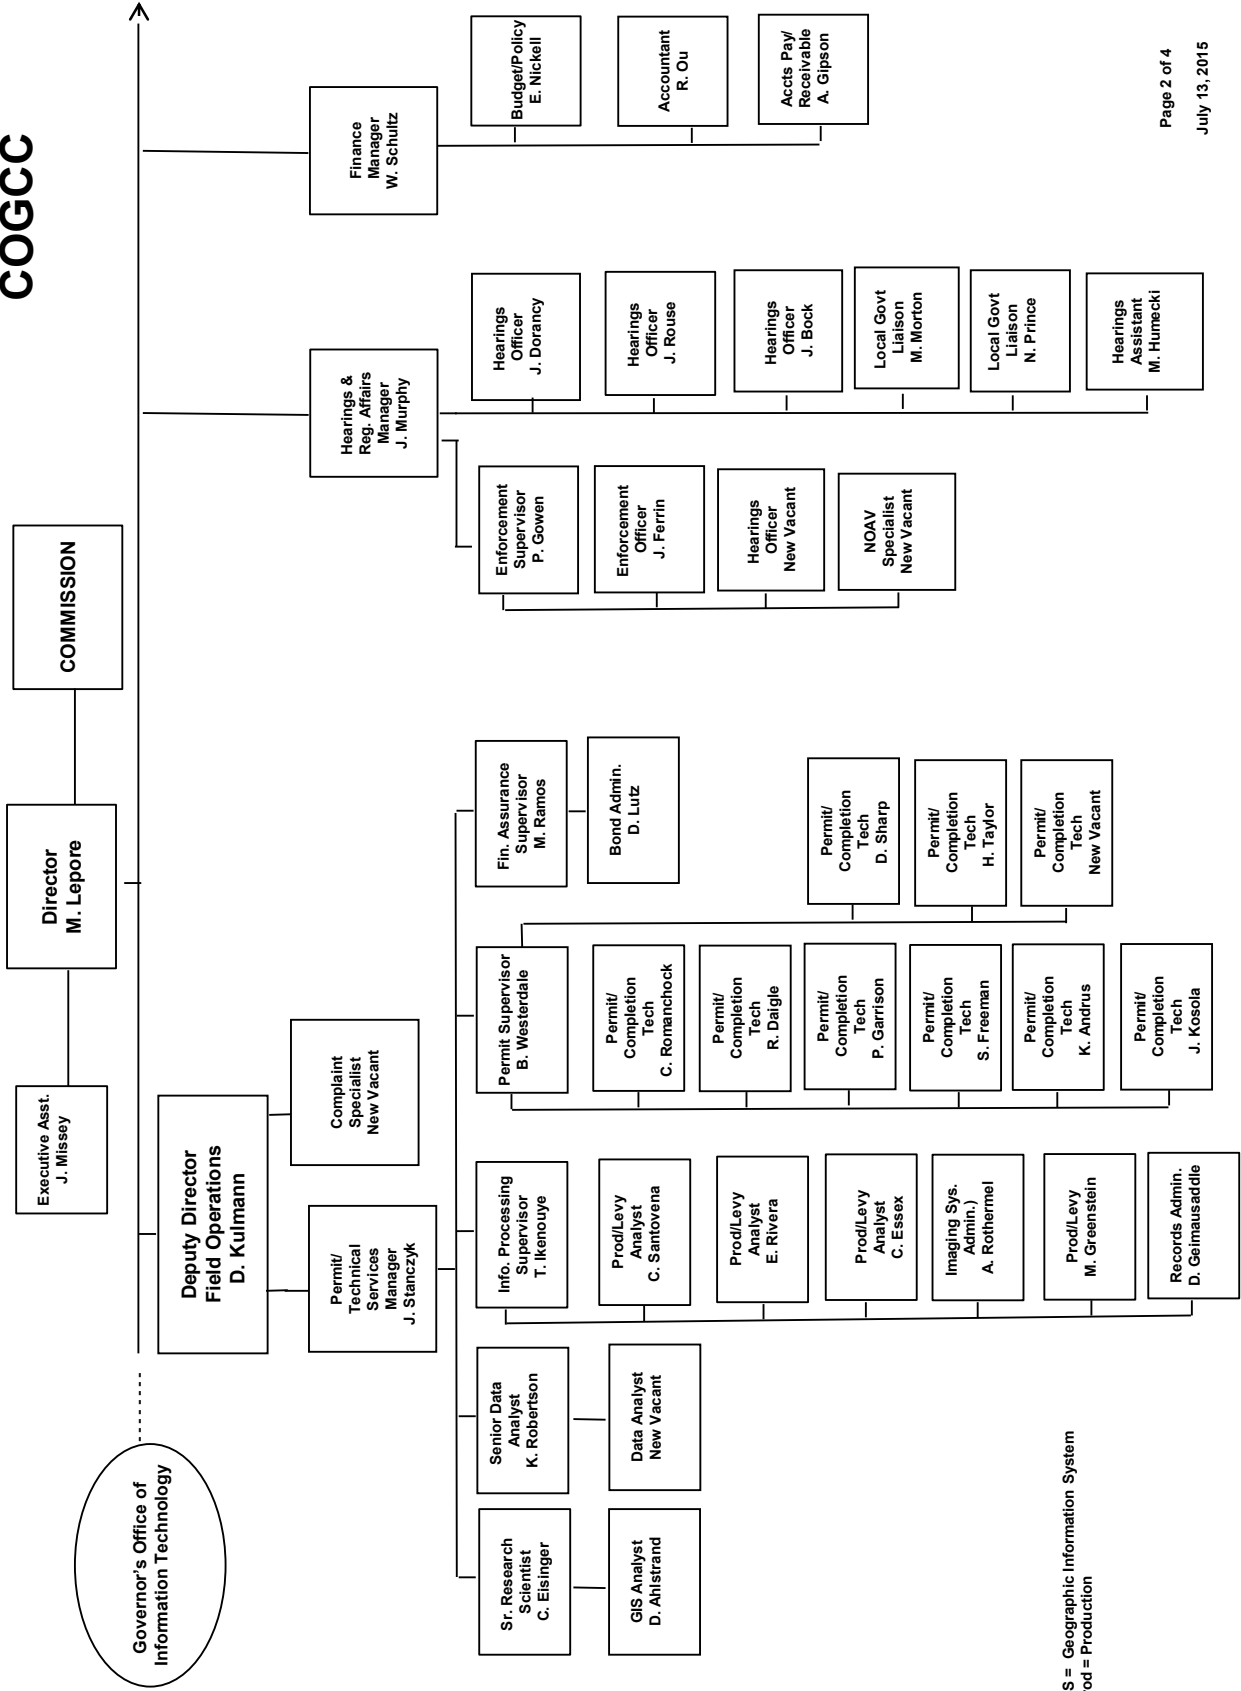 COGCC
COMMISSION
Director
M. Lepore
Executive Asst.
J. Missey
Governor's Office of
Information Technology
Deputy Director
Field Operations
D. Kulmann
Complaint
Specialist
New Vacant
Permit/
Technical
Services
Manager
J. Stanczyk
Hearings &
Reg. Affairs
Manager
J. Murphy
Finance
Manager
W. Schultz
Sr. Research
Scientist
C. Eisinger
GIS Analyst
D. Ahlstrand
Senior Data
Analyst
K. Robertson
Data Analyst
New Vacant
Info. Processing
Supervisor
T. Ikenouye
Prod/Levy
Analyst
C. Santovena
Prod/Levy
Analyst
E. Rivera
Prod/Levy
Analyst
C. Essex
Imaging Sys.
Admin.)
A. Rothermel
Prod/Levy
M. Greenstein
Records Admin.
D. Geimausaddle
Permit Supervisor
B. Westerdale
Permit/
Completion
Tech
C. Romanchock
Permit/
Completion
Tech
R. Daigle
Permit/
Completion
Tech
P. Garrison
Permit/
Completion
Tech
S. Freeman
Permit/
Completion
Tech
K. Andrus
Permit/
Completion
Tech
J. Kosola
Permit/
Completion
Tech
D. Sharp
Permit/
Completion
Tech
H. Taylor
Permit/
Completion
Tech
New Vacant
Fin. Assurance
Supervisor
M. Ramos
Bond Admin.
D. Lutz
Enforcement
Supervisor
P. Gowen
Enforcement
Officer
J. Ferrin
Hearings
Officer
New Vacant
NOAV
Specialist
New Vacant
Hearings
Officer
J. Dorancy
Hearings
Officer
J. Rouse
Hearings
Officer
J. Bock
Local Govt
Liaison
M. Morton
Local Govt
Liaison
N. Prince
Hearings
Assistant
M. Humecki
Budget/Policy
E. Nickell
Accountant
R. Ou
Accts Pay/
Receivable
A. Gipson
S = Geographic Information System
od = Production
Page 2 of 4
July 13, 2015